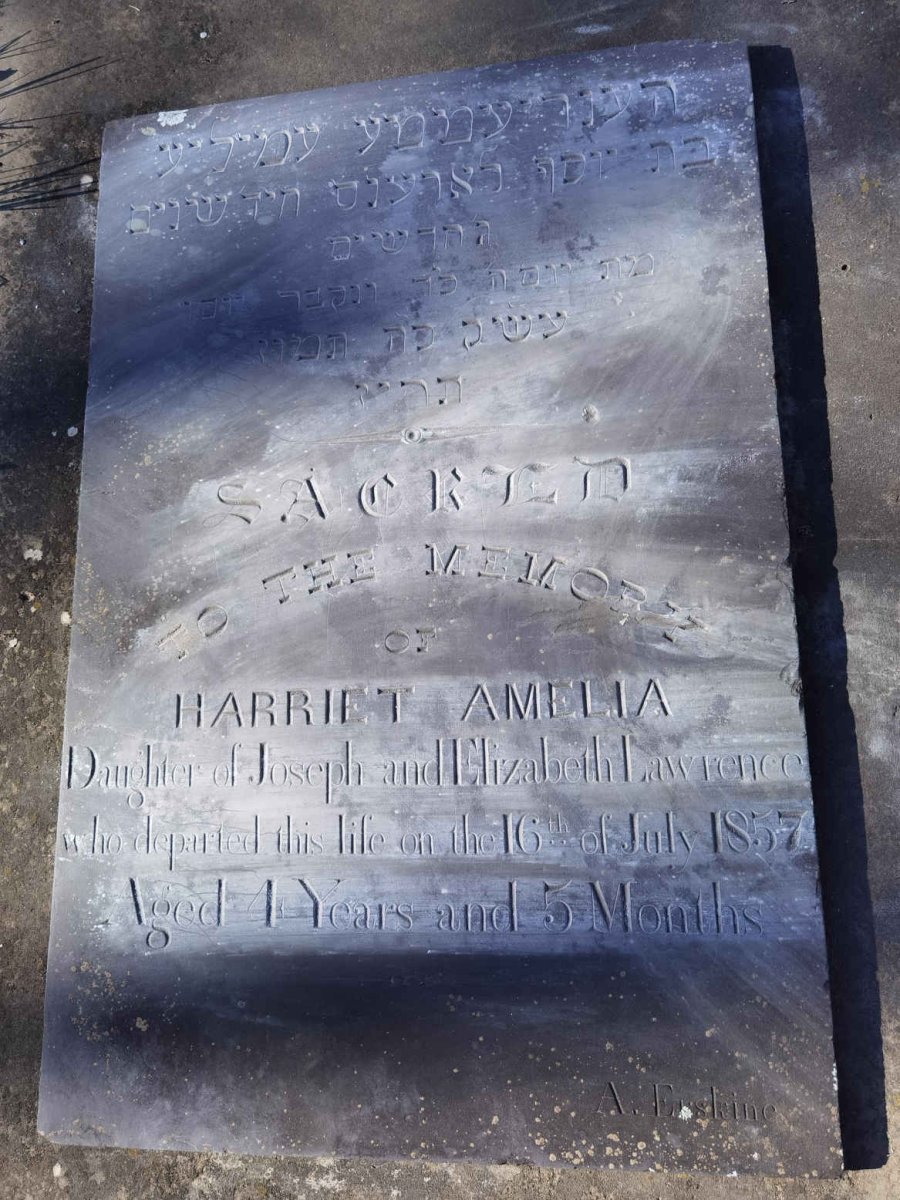 הענר יעממע עמיליע
בת יוסף לארענס שנים
חדשים
מת יום כד ונקבר יום
עש״ק כה תמוז
תרי״ז
SACRED
TO THE MEMORY
OF
HARRIET AMELIA
Daughter of Joseph and Elizabeth Lawrence
who departed this life on the 16th of July 1857
Aged 4 Years and 5 Months
A. Erskine